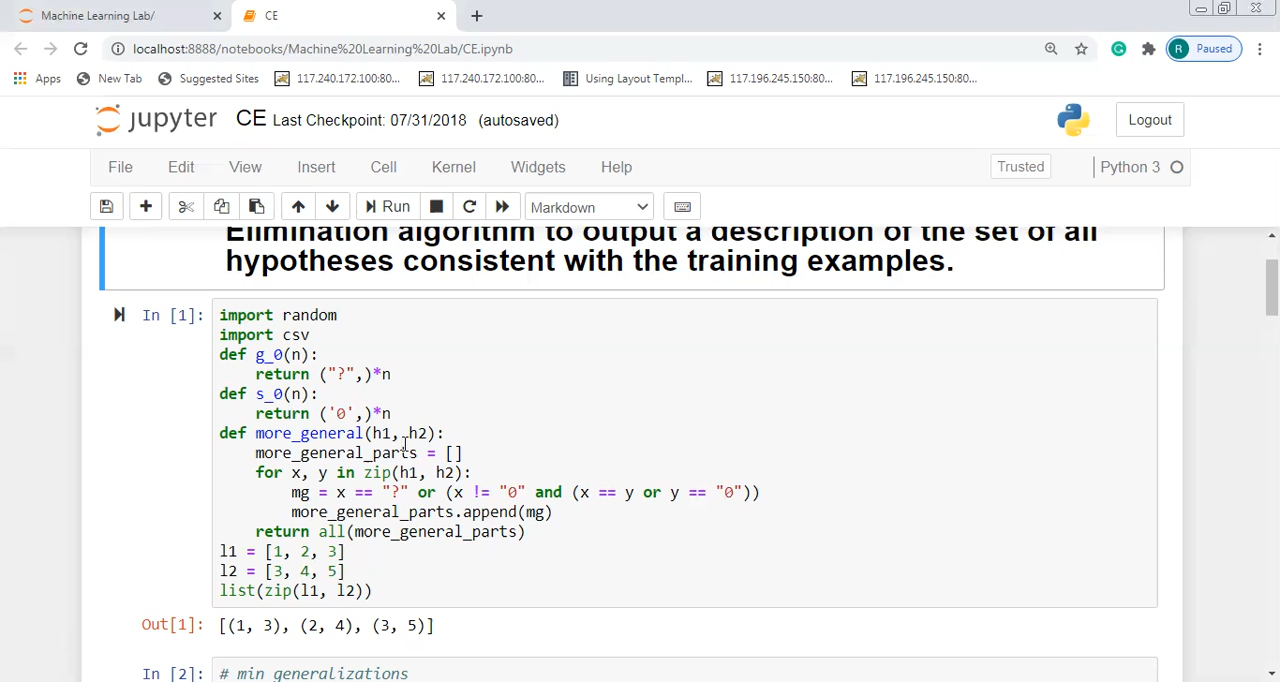 Machine Learning Lab/
CE
localhost:8888/notebooks/Machine%20Learning%20Lab/CE.ipynb
R Paused
Apps New Tab Suggested Sites 117.240.172.100:80... 117.240.172.100:80... Using Layout Templ... 117.196.245.150:80... 117.196.245.150:80...
jupyter CE Last Checkpoint: 07/31/2018 (autosaved) Logout
File Edit View Insert Cell Kernel Widgets Help Trusted Python 3
Run Markdown
Elimination algorithm to output a description of the set of all
hypotheses consistent with the training examples.
In [1]: import random
import csv
def g_0(n):
    return ("?",)*n
def s_0(n):
    return ('0',)*n
def more_general(h1, h2):
    more_general_parts = []
    for x, y in zip(h1, h2):
        mg = x == "?" or (x != "0" and (x == y or y == "0"))
        more_general_parts.append(mg)
    return all(more_general_parts)
l1 = [1, 2, 3]
l2 = [3, 4, 5]
list(zip(l1, l2))
Out[1]: [(1, 3), (2, 4), (3, 5)]
In [2]: # min generalizations